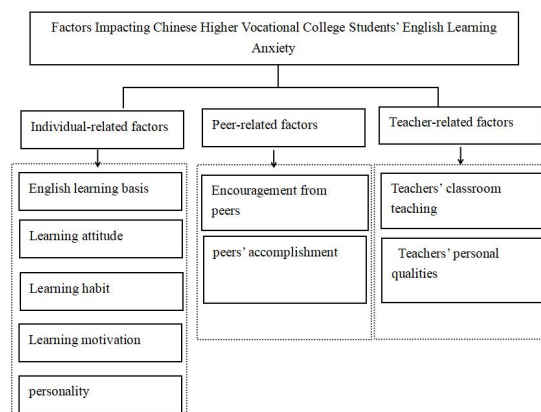 Factors Impacting Chinese Higher Vocational College Students’ English Learning
Anxiety
Individual-related factors
Peer-related factors
Teacher-related factors
English learning basis
Learning attitude
Learning habit
Learning motivation
personality
Encouragement from
peers
peers’ accomplishment
Teachers’ classroom
teaching
Teachers’ personal
qualities